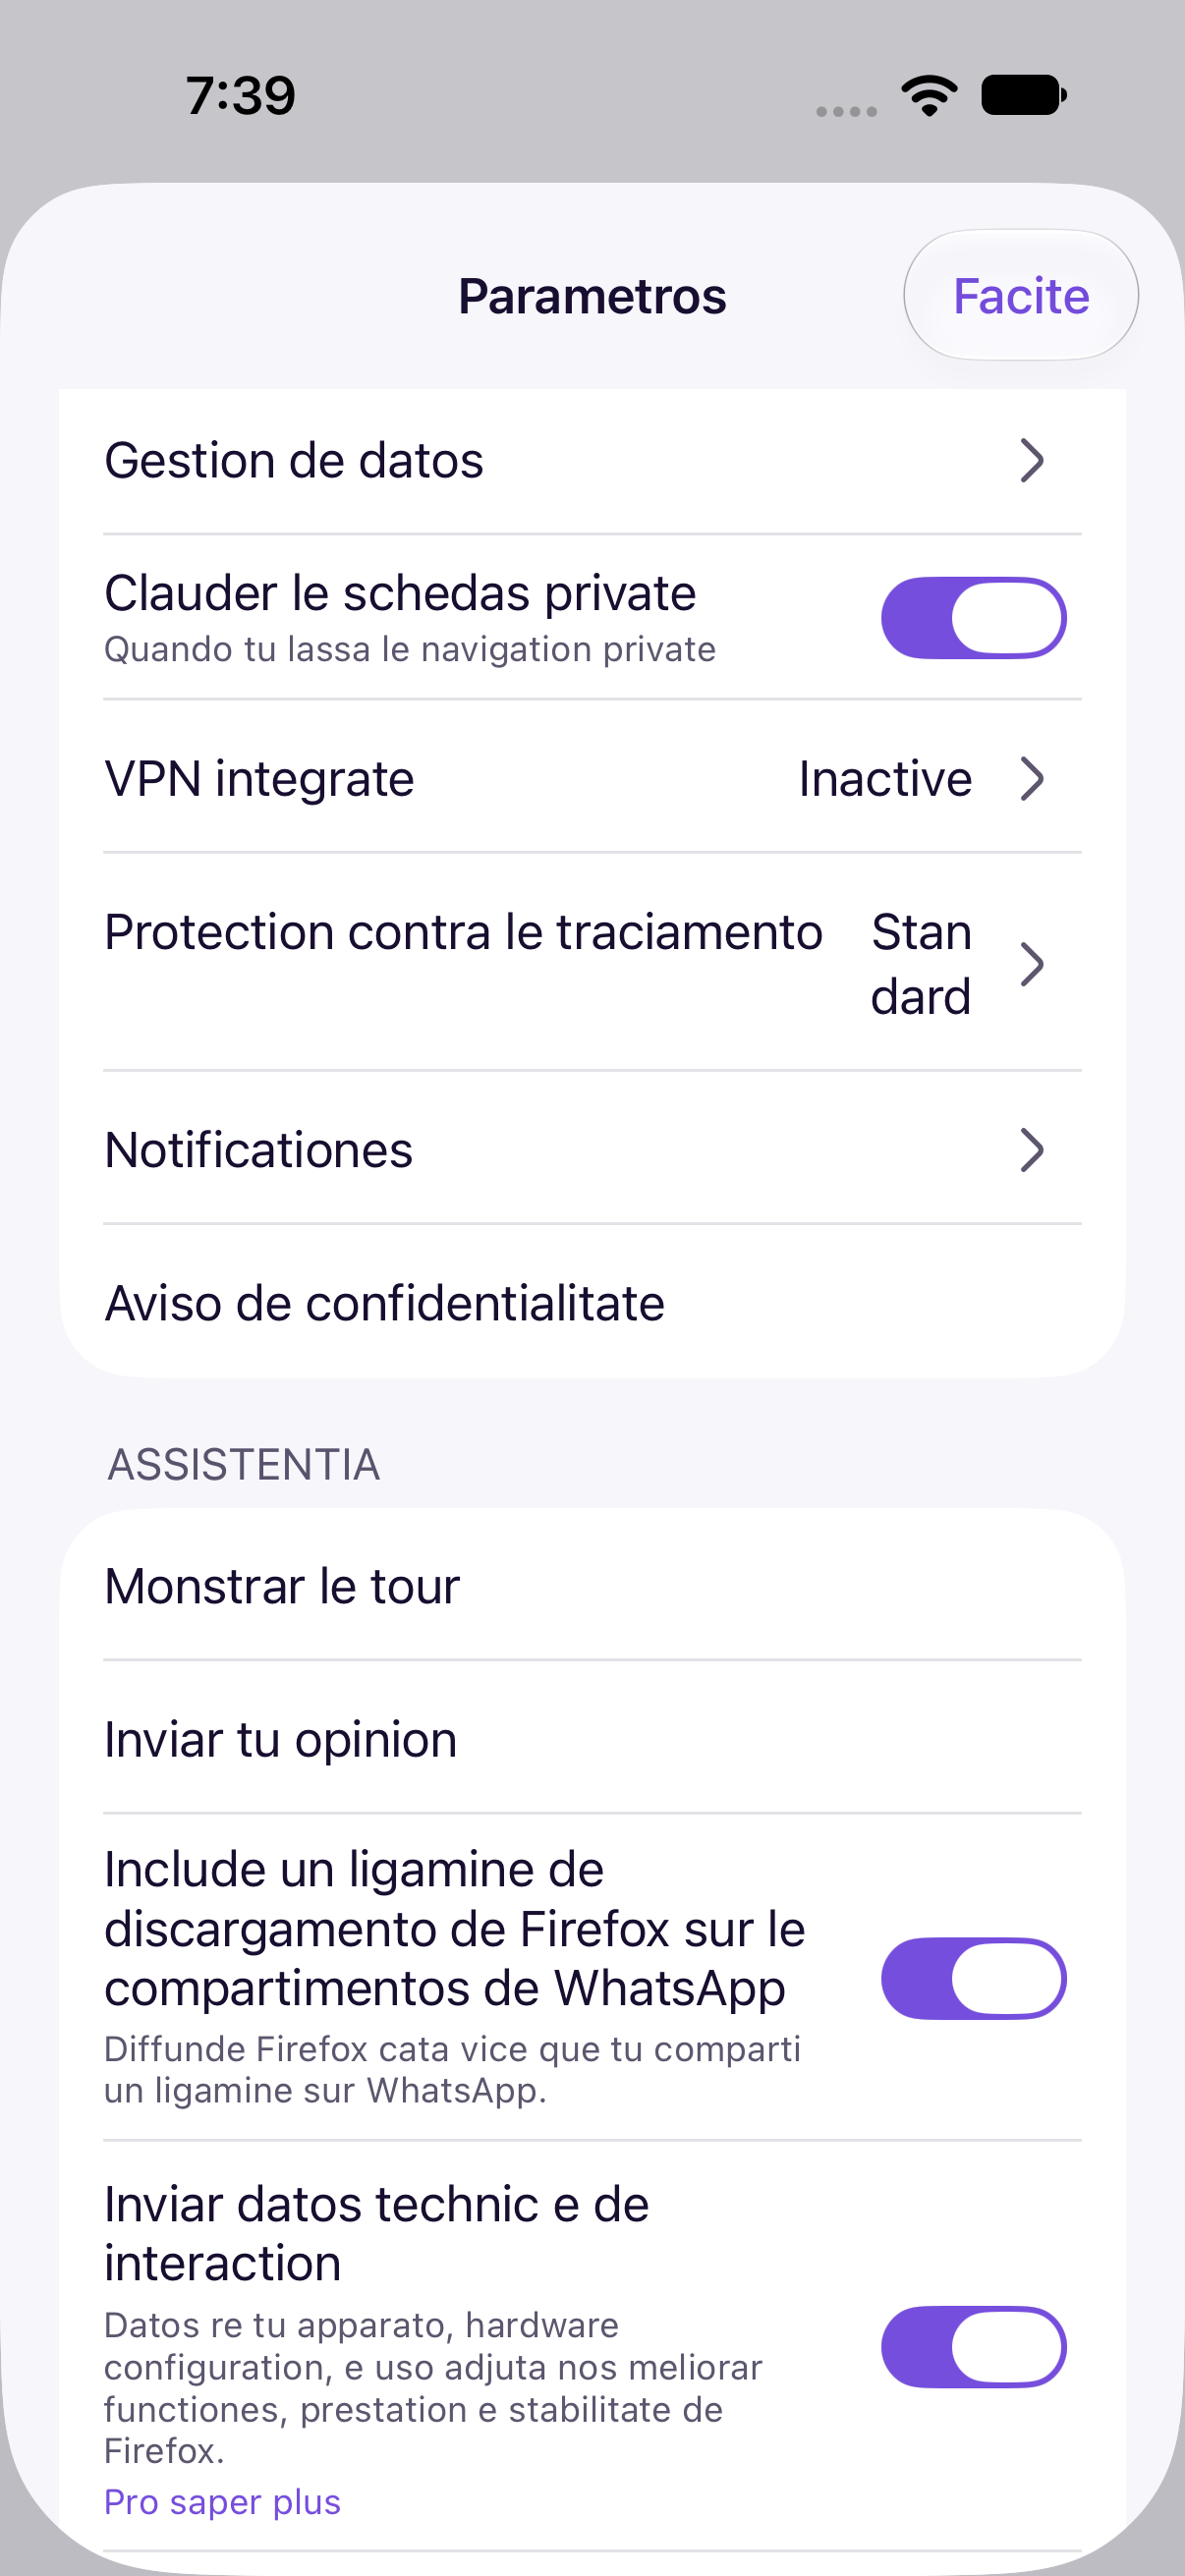 7:39
Parametros
Facite
Gestion de datos
Clauder le schedas private
Quando tu lassa le navigation private
VPN integrate
Inactive
Protection contra le traciamento
Stan
dard
Notificationes
Aviso de confidentialitate
ASSISTENTIA
Monstrar le tour
Inviar tu opinion
Include un ligamine de
discargamento de Firefox sur le
compartimentos de WhatsApp
Diffunde Firefox cata vice que tu comparti
un ligamine sur WhatsApp.
Inviar datos technic e de
interaction
Datos re tu apparato, hardware
configuration, e uso adjuta nos meliorar
functiones, prestation e stabilitate de
Firefox.
Pro saper plus